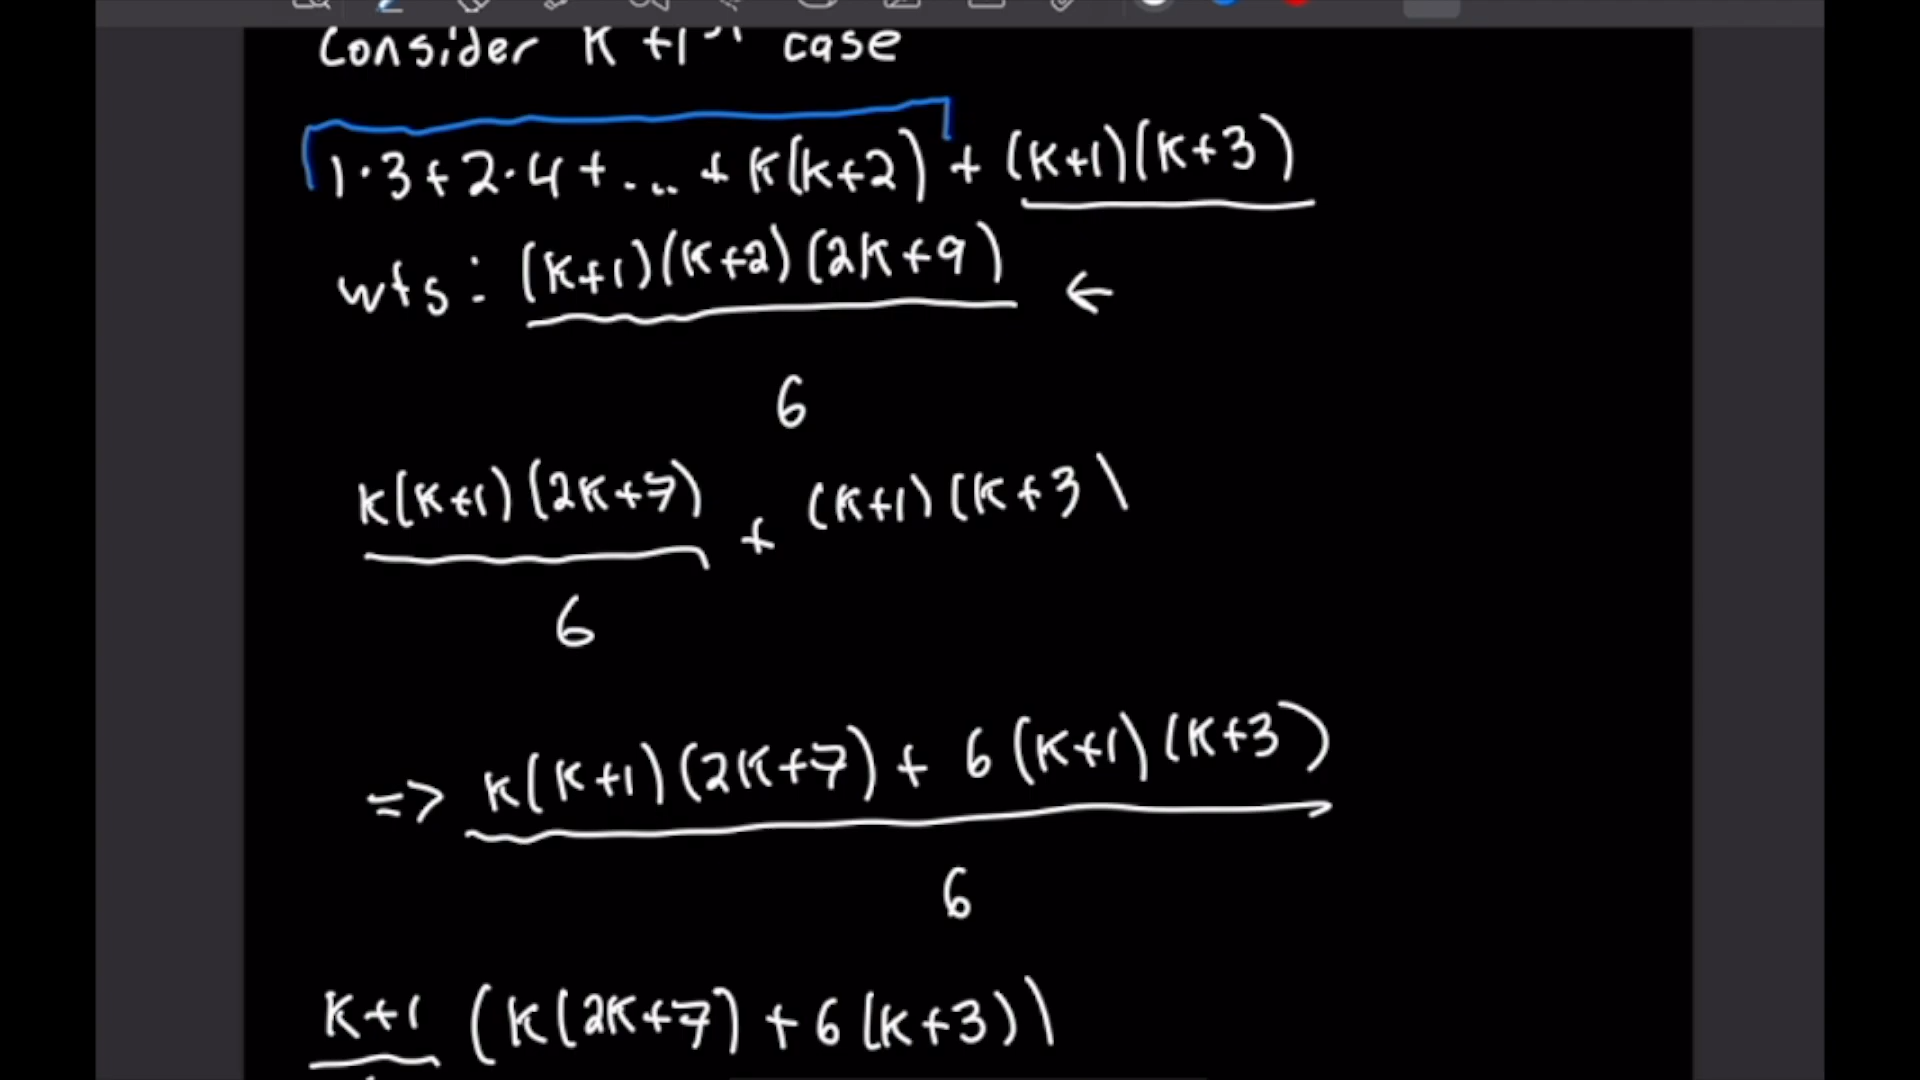 Consider K+1st case
1·3+2·4+... + K(K+2) + (K+1)(K+3)
wts: (K+1)(K+2)(2K+9) ←
6
K(K+1)(2K+7) + (K+1)(K+3)
6
=> K(K+1)(2K+7) + 6(K+1)(K+3)
6
K+1 (K(2K+7) + 6(K+3))